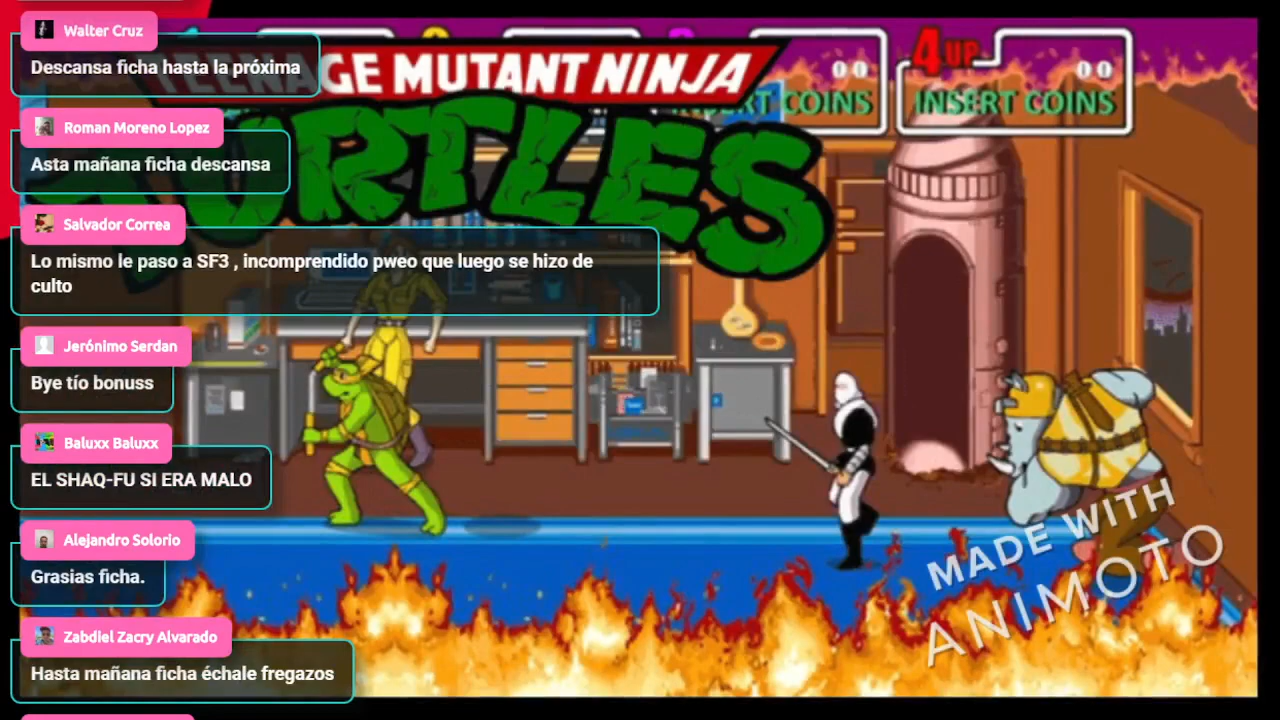 Walter Cruz
Descansa ficha hasta la próxima
Roman Moreno Lopez
Asta mañana ficha descansa
Salvador Correa
Lo mismo le paso a SF3 , incomprendido pweo que luego se hizo de
culto
Jerónimo Serdan
Bye tío bonuss
Baluxx Baluxx
EL SHAQ-FU SI ERA MALO
Alejandro Solorio
Grasias ficha.
Zabdiel Zacry Alvarado
Hasta mañana ficha échale fregazos
TEENAGE MUTANT NINJA
TURTLES
00
INSERT COINS
4UP
00
INSERT COINS
MADE WITH
ANIMOTO